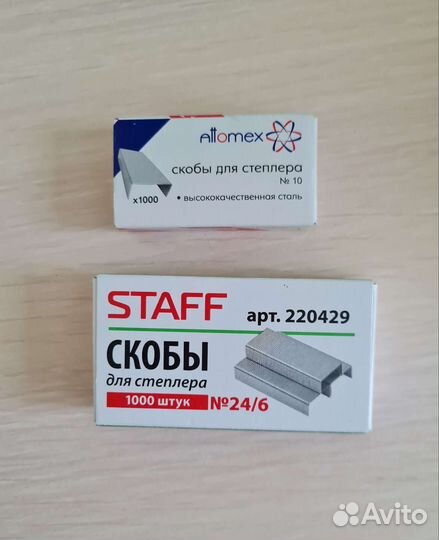 Attomex
скобы для степлера
№ 10
x1000
• высококачественная сталь
STAFF
арт. 220429
СКОБЫ
для степлера
1000 штук №24/6
Avito